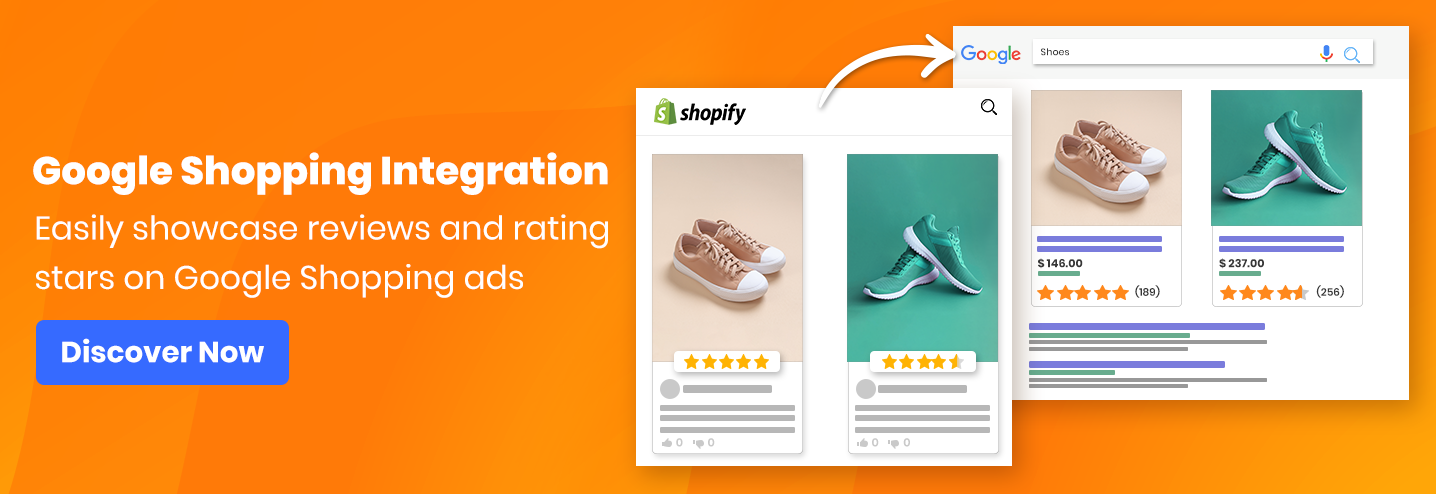 Google Shopping Integration
Easily showcase reviews and rating
stars on Google Shopping ads
Discover Now
shopify
0 0
0 0
Google
Shoes
$ 146.00
(189)
$ 237.00
(256)